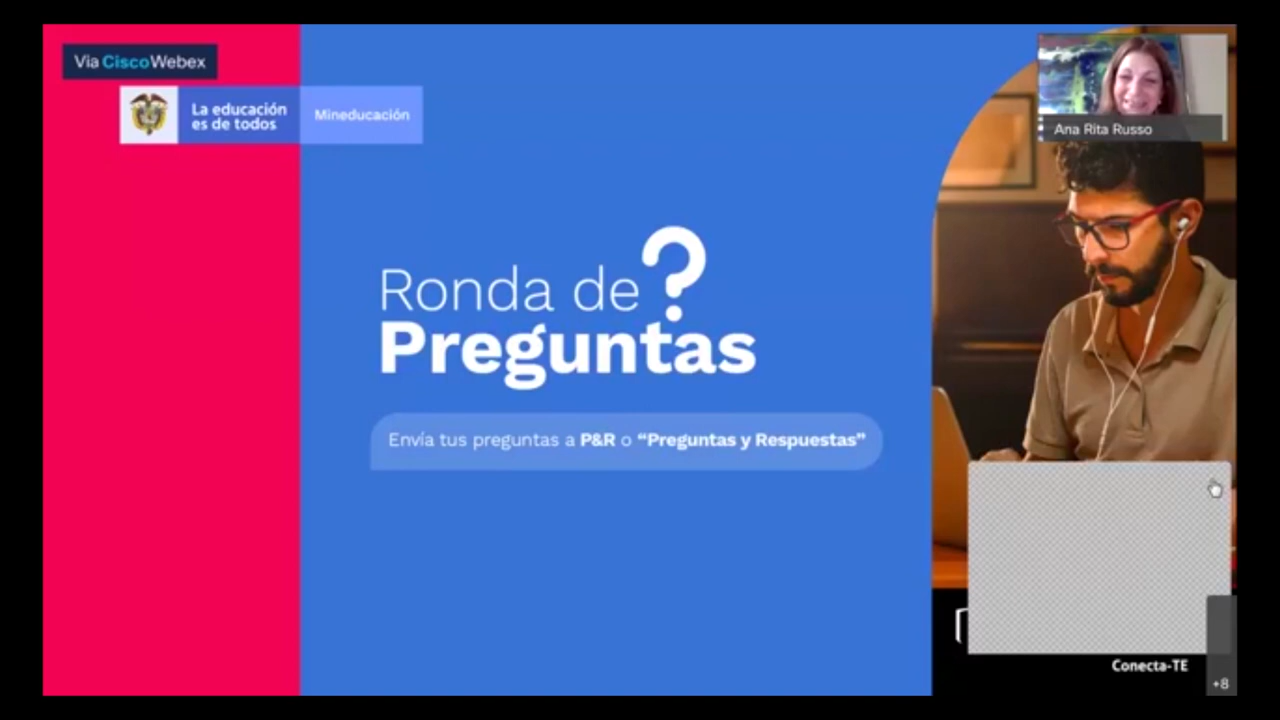 Via CiscoWebex
La educación
es de todos
Mineducación
Ana Rita Russo
Ronda de ?
Preguntas
Envía tus preguntas a P&R o “Preguntas y Respuestas”
Conecta-TE
+8